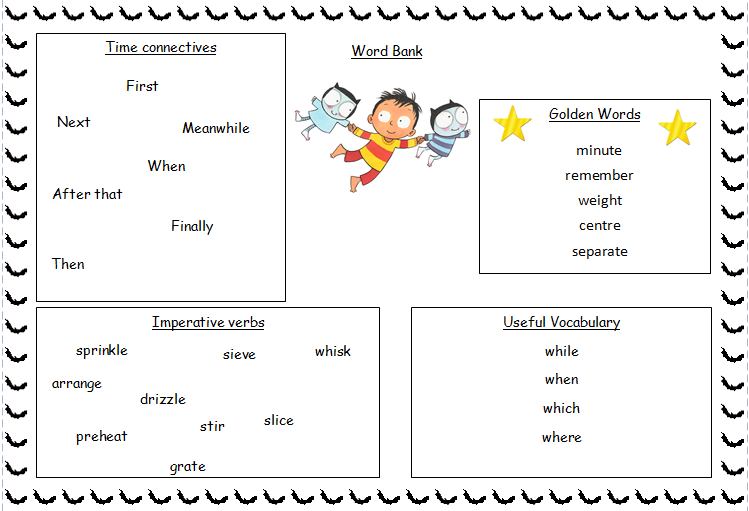 Word Bank
Time connectives
First
Next
Meanwhile
When
After that
Finally
Then
Golden Words
minute
remember
weight
centre
separate
Imperative verbs
sprinkle
sieve
whisk
arrange
drizzle
stir
slice
preheat
grate
Useful Vocabulary
while
when
which
where